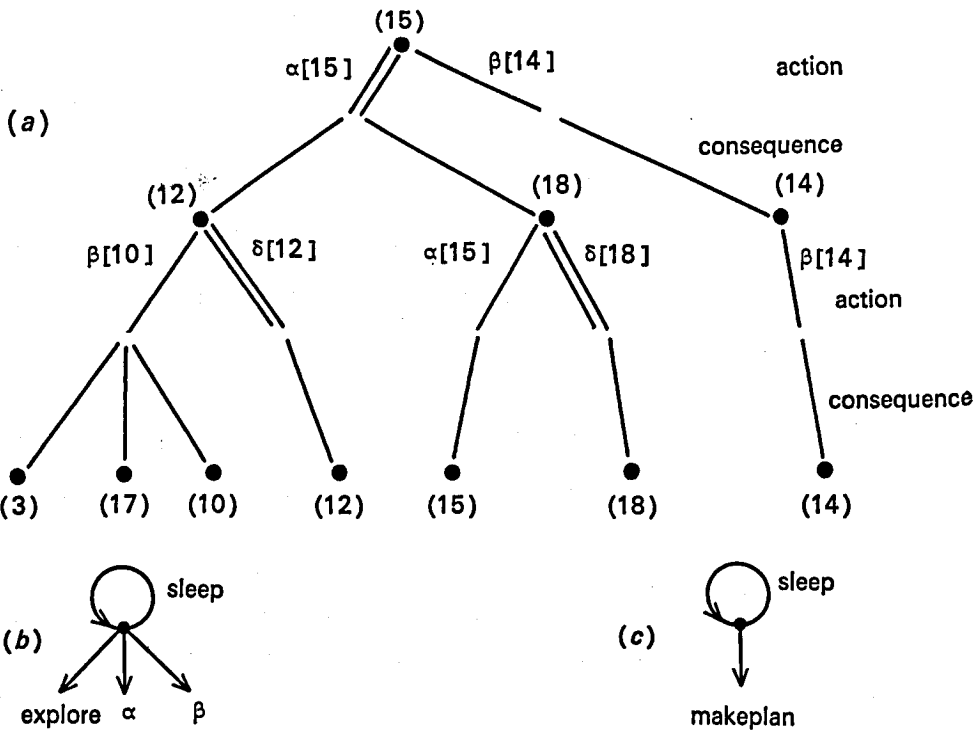 (15)
α[15] β[14] action
(a)
consequence
(12) (18) (14)
β[10] δ[12] α[15] δ[18] β[14]
action
consequence
(3) (17) (10) (12) (15) (18) (14)
sleep sleep
(b) (c)
explore α β makeplan